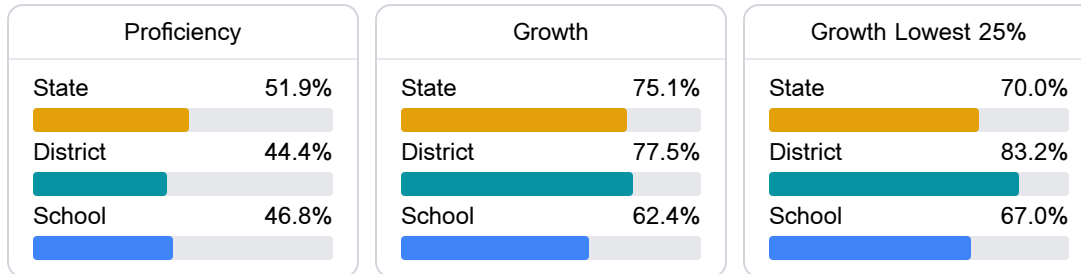 Proficiency
State 51.9%
District 44.4%
School 46.8%
Growth
State 75.1%
District 77.5%
School 62.4%
Growth Lowest 25%
State 70.0%
District 83.2%
School 67.0%